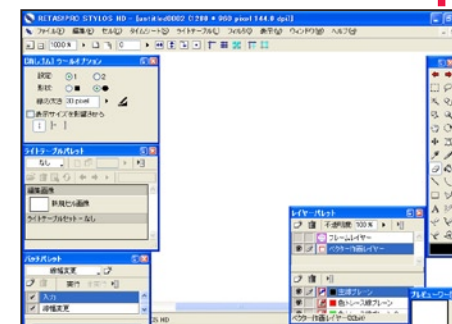 RETAS!PRO STYLOS HD - [untitled0002 (1280 * 960 pixel 144.0 dpi)]
ファイル(F) 編集(E) セル(C) タイムシート(S) ライトテーブル(L) フィルタ(I) 表示(V) ウィンドウ(W) ヘルプ(H)
100.0 % 0
消しゴム ツールオプション
設定: 1 2
形状:
線の太さ 30 pixel
表示サイズを影響させる
ライトテーブルパレット
なし
編集画像
新規セル画像
ライトテーブルセット - なし
バッチパレット
線幅変更
実行
入力
線幅変更
レイヤーパレット
不透明度 100 %
フレームレイヤー
ベクター作画レイヤー
主線プレーン
色トレース線プレーン
ベクター作画レイヤー(32bit)